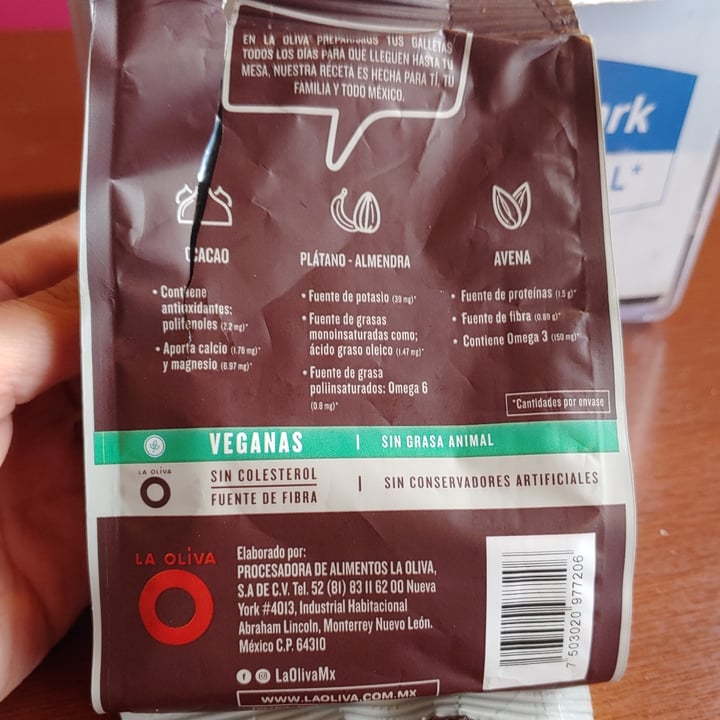 EN LA OLIVA PREPARAMOS TUS GALLETAS
TODOS LOS DÍAS PARA QUE LLEGUEN HASTA TU
MESA, NUESTRA RECETA ES HECHA PARA TÍ, TU
FAMILIA Y TODO MÉXICO.
CACAO
• Contiene
antioxidantes:
polifenoles (2.2 mg)*
• Aporta calcio (1.76 mg)*
y magnesio (6.97 mg)*
PLÁTANO - ALMENDRA
• Fuente de potasio (39 mg)*
• Fuente de grasas
monoinsaturadas como;
ácido graso oleico (1.47 mg)*
• Fuente de grasa
poliinsaturados: Omega 6
(0.8 mg)*
AVENA
• Fuente de proteínas (1.5 g)*
• Fuente de fibra (0.69 g)*
• Contiene Omega 3 (150 mg)*
*Cantidades por envase
VEGANAS | SIN GRASA ANIMAL
LA OLIVA
SIN COLESTEROL
FUENTE DE FIBRA
| SIN CONSERVADORES ARTIFICIALES
LA OLIVA
Elaborado por:
PROCESADORA DE ALIMENTOS LA OLIVA,
S.A DE C.V. Tel. 52 (81) 83 11 62 00 Nueva
York #4013, Industrial Habitacional
Abraham Lincoln, Monterrey Nuevo León.
México C.P. 64310
LaOlivaMx
WWW.LAOLIVA.COM.MX
7 503020 977206
ark
L*